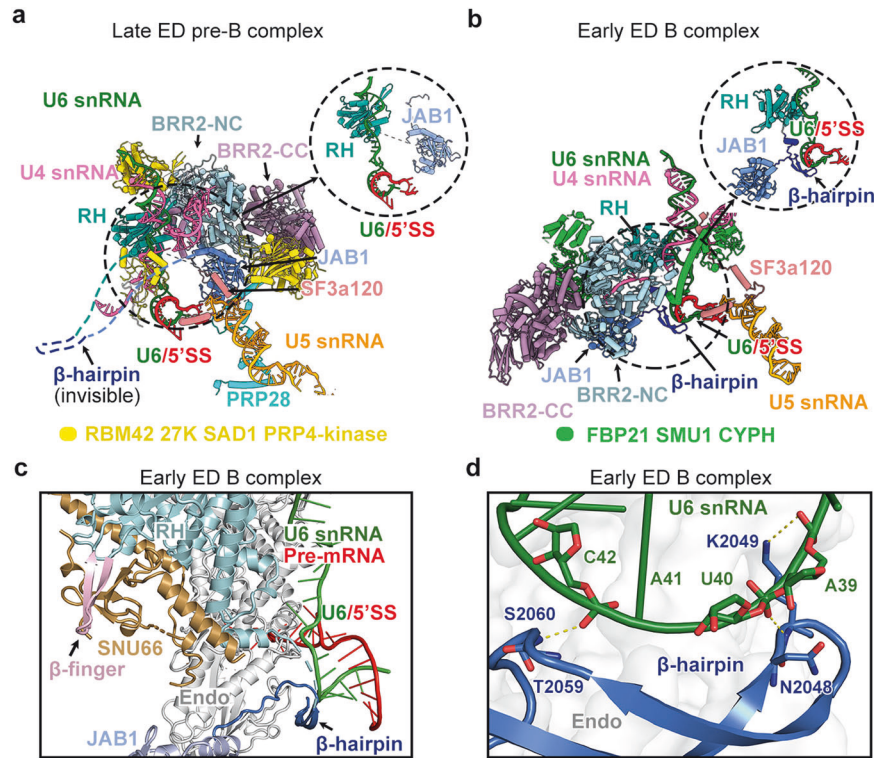 a
Late ED pre-B complex
U6 snRNA
BRR2-NC
U4 snRNA
BRR2-CC
RH
JAB1
RH
U6/5'SS
JAB1
SF3a120
U6/5'SS
U5 snRNA
β-hairpin
(invisible)
PRP28
RBM42 27K SAD1 PRP4-kinase
b
Early ED B complex
RH
JAB1
U6/5'SS
U6 snRNA
U4 snRNA
β-hairpin
RH
SF3a120
U6/5'SS
JAB1
BRR2-NC
β-hairpin
BRR2-CC
U5 snRNA
FBP21 SMU1 CYPH
c
Early ED B complex
RH
U6 snRNA
Pre-mRNA
U6/5'SS
SNU66
β-finger
Endo
JAB1
β-hairpin
d
Early ED B complex
U6 snRNA
K2049
C42
A41
U40
A39
S2060
β-hairpin
T2059
N2048
Endo